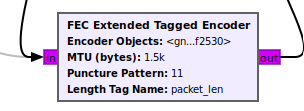 FEC Extended Tagged Encoder
Encoder Objects: <gn...f2530>
MTU (bytes): 1.5k
Puncture Pattern: 11
Length Tag Name: packet_len
in
out